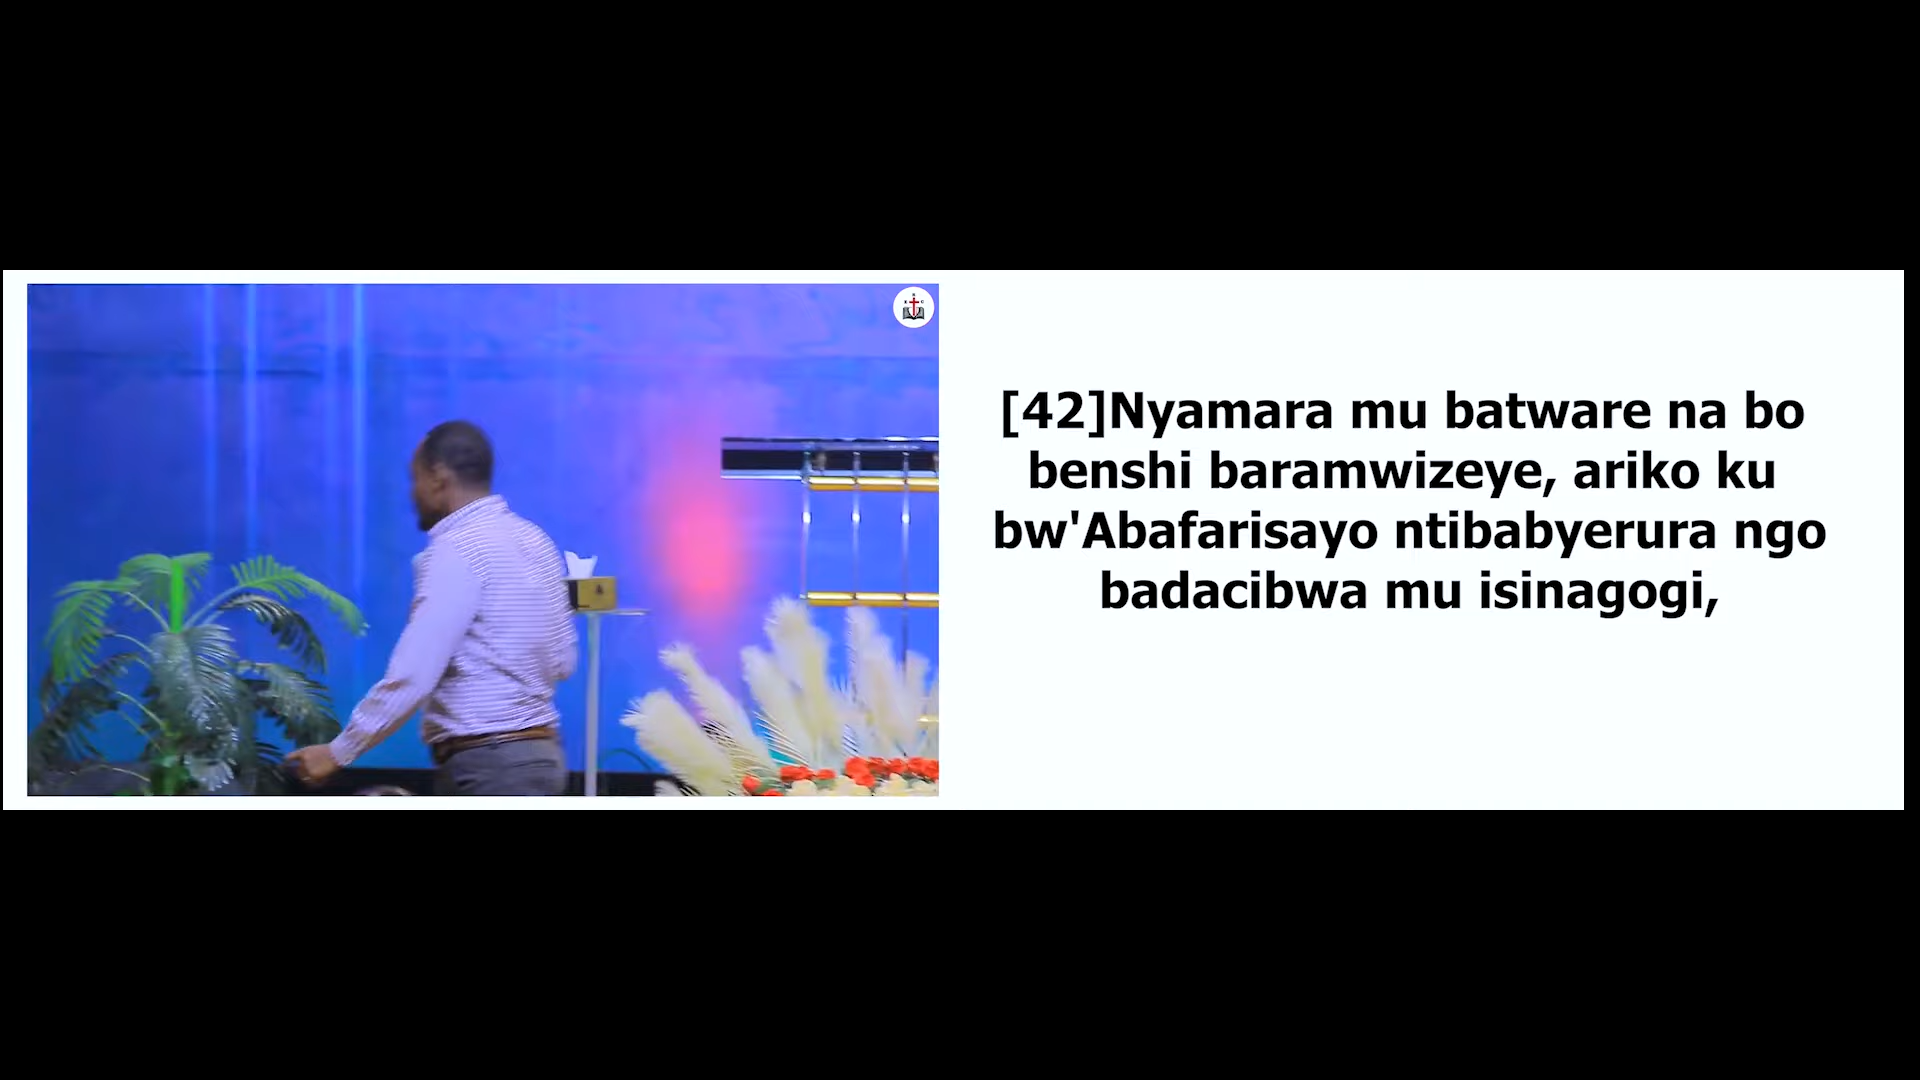 [42]Nyamara mu batware na bo
benshi baramwizeye, ariko ku
bw'Abafarisayo ntibabyerura ngo
badacibwa mu isinagogi,